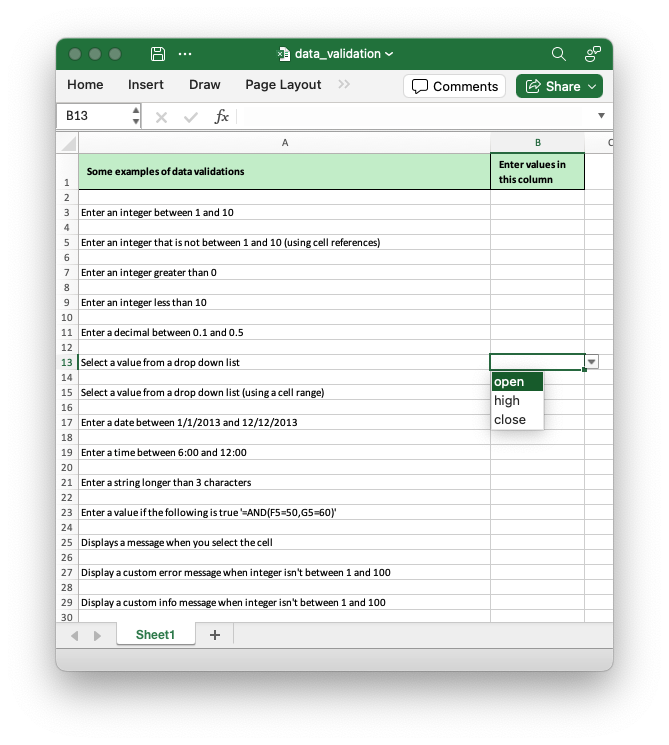 data_validation
Home Insert Draw Page Layout Comments Share
B13 fx
A B C
1 Some examples of data validations Enter values in
this column
2
3 Enter an integer between 1 and 10
4
5 Enter an integer that is not between 1 and 10 (using cell references)
6
7 Enter an integer greater than 0
8
9 Enter an integer less than 10
10
11 Enter a decimal between 0.1 and 0.5
12
13 Select a value from a drop down list
14 open
15 Select a value from a drop down list (using a cell range) high
16 close
17 Enter a date between 1/1/2013 and 12/12/2013
18
19 Enter a time between 6:00 and 12:00
20
21 Enter a string longer than 3 characters
22
23 Enter a value if the following is true '=AND(F5=50,G5=60)'
24
25 Displays a message when you select the cell
26
27 Display a custom error message when integer isn't between 1 and 100
28
29 Display a custom info message when integer isn't between 1 and 100
30
Sheet1 +